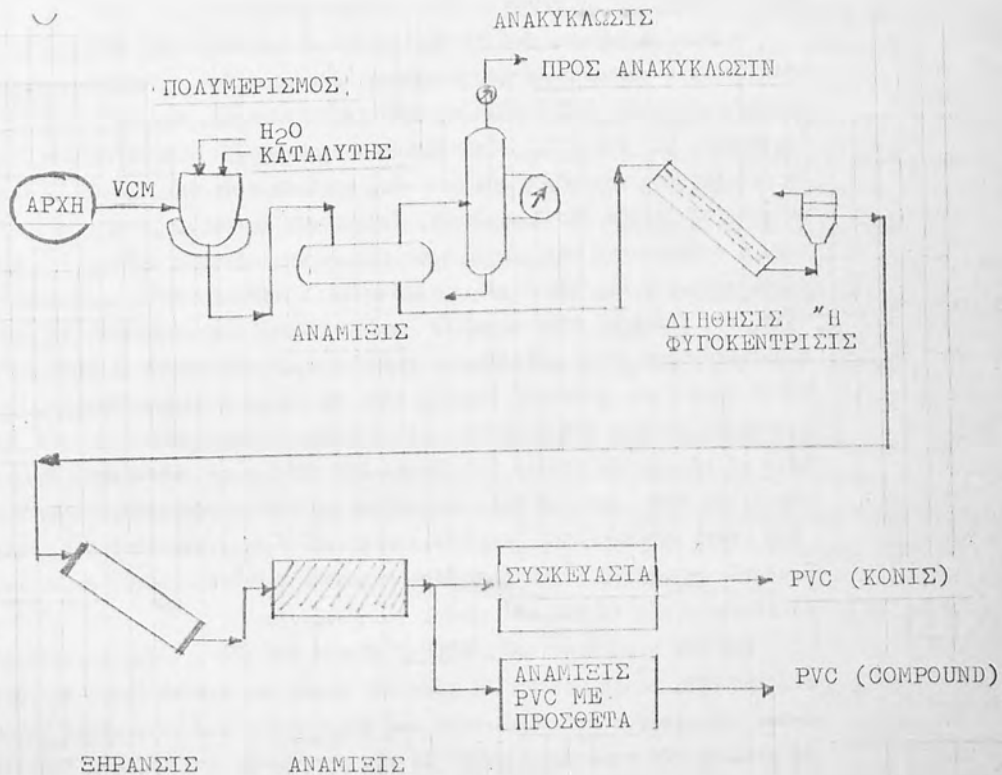 ΑΝΑΚΥΚΛΩΣΙΣ
ΠΡΟΣ ΑΝΑΚΥΚΛΩΣΙΝ
ΠΟΛΥΜΕΡΙΣΜΟΣ
H2O
ΚΑΤΑΛΥΤΗΣ
ΑΡΧΗ
VCM
ΑΝΑΜΙΞΙΣ
ΔΙΗΘΗΣΙΣ "Η
ΦΥΓΟΚΕΝΤΡΙΣΙΣ
ΣΥΣΚΕΥΑΣΙΑ
PVC (ΚΟΝΙΣ)
ΑΝΑΜΙΞΙΣ
PVC ΜΕ
ΠΡΟΣΘΕΤΑ
PVC (COMPOUND)
ΞΗΡΑΝΣΙΣ
ΑΝΑΜΙΞΙΣ